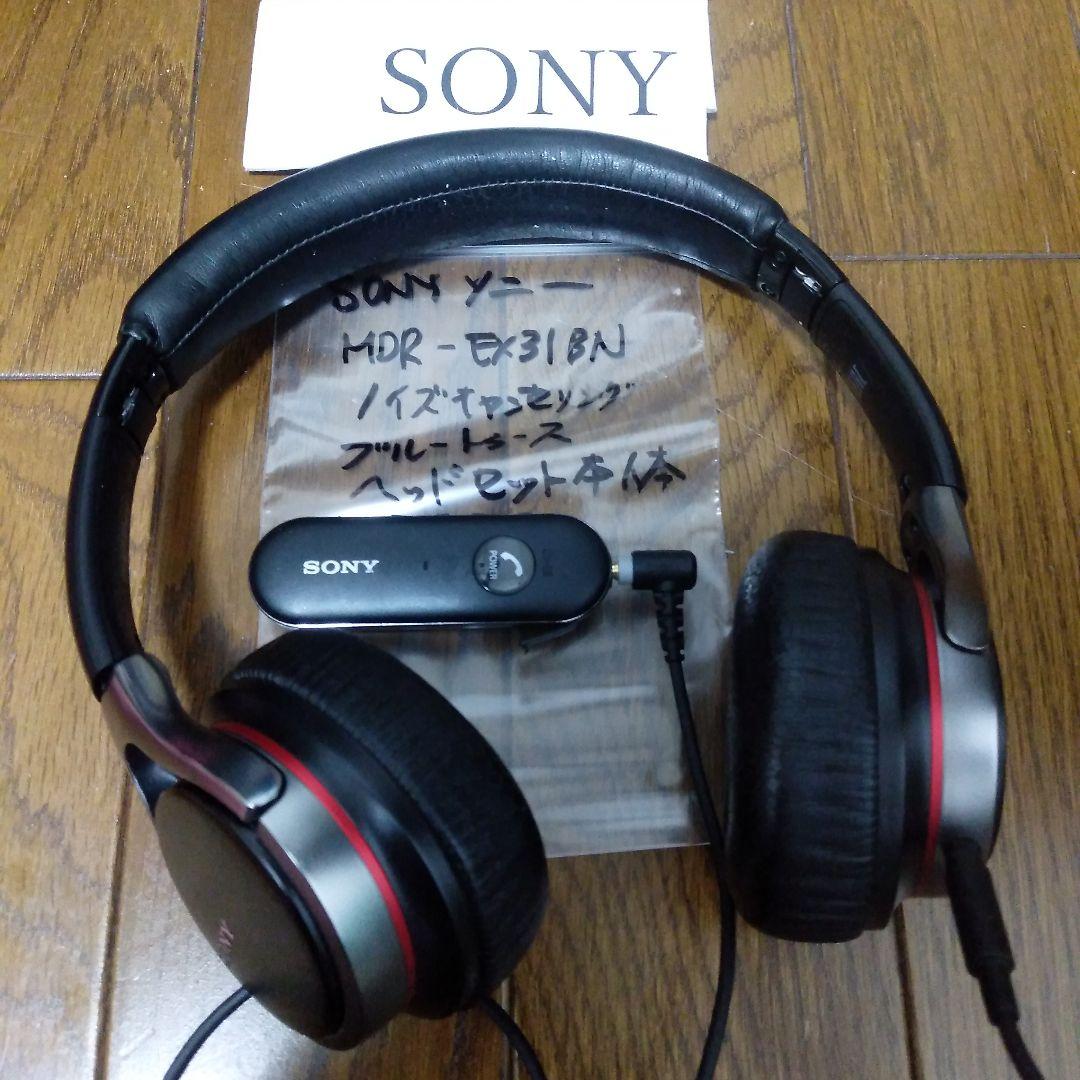 SONY
SONY ソニー
MDR-EX31BN
ノイズキャンセリング
ブルートゥース
ヘッドセット本体
SONY
POWER